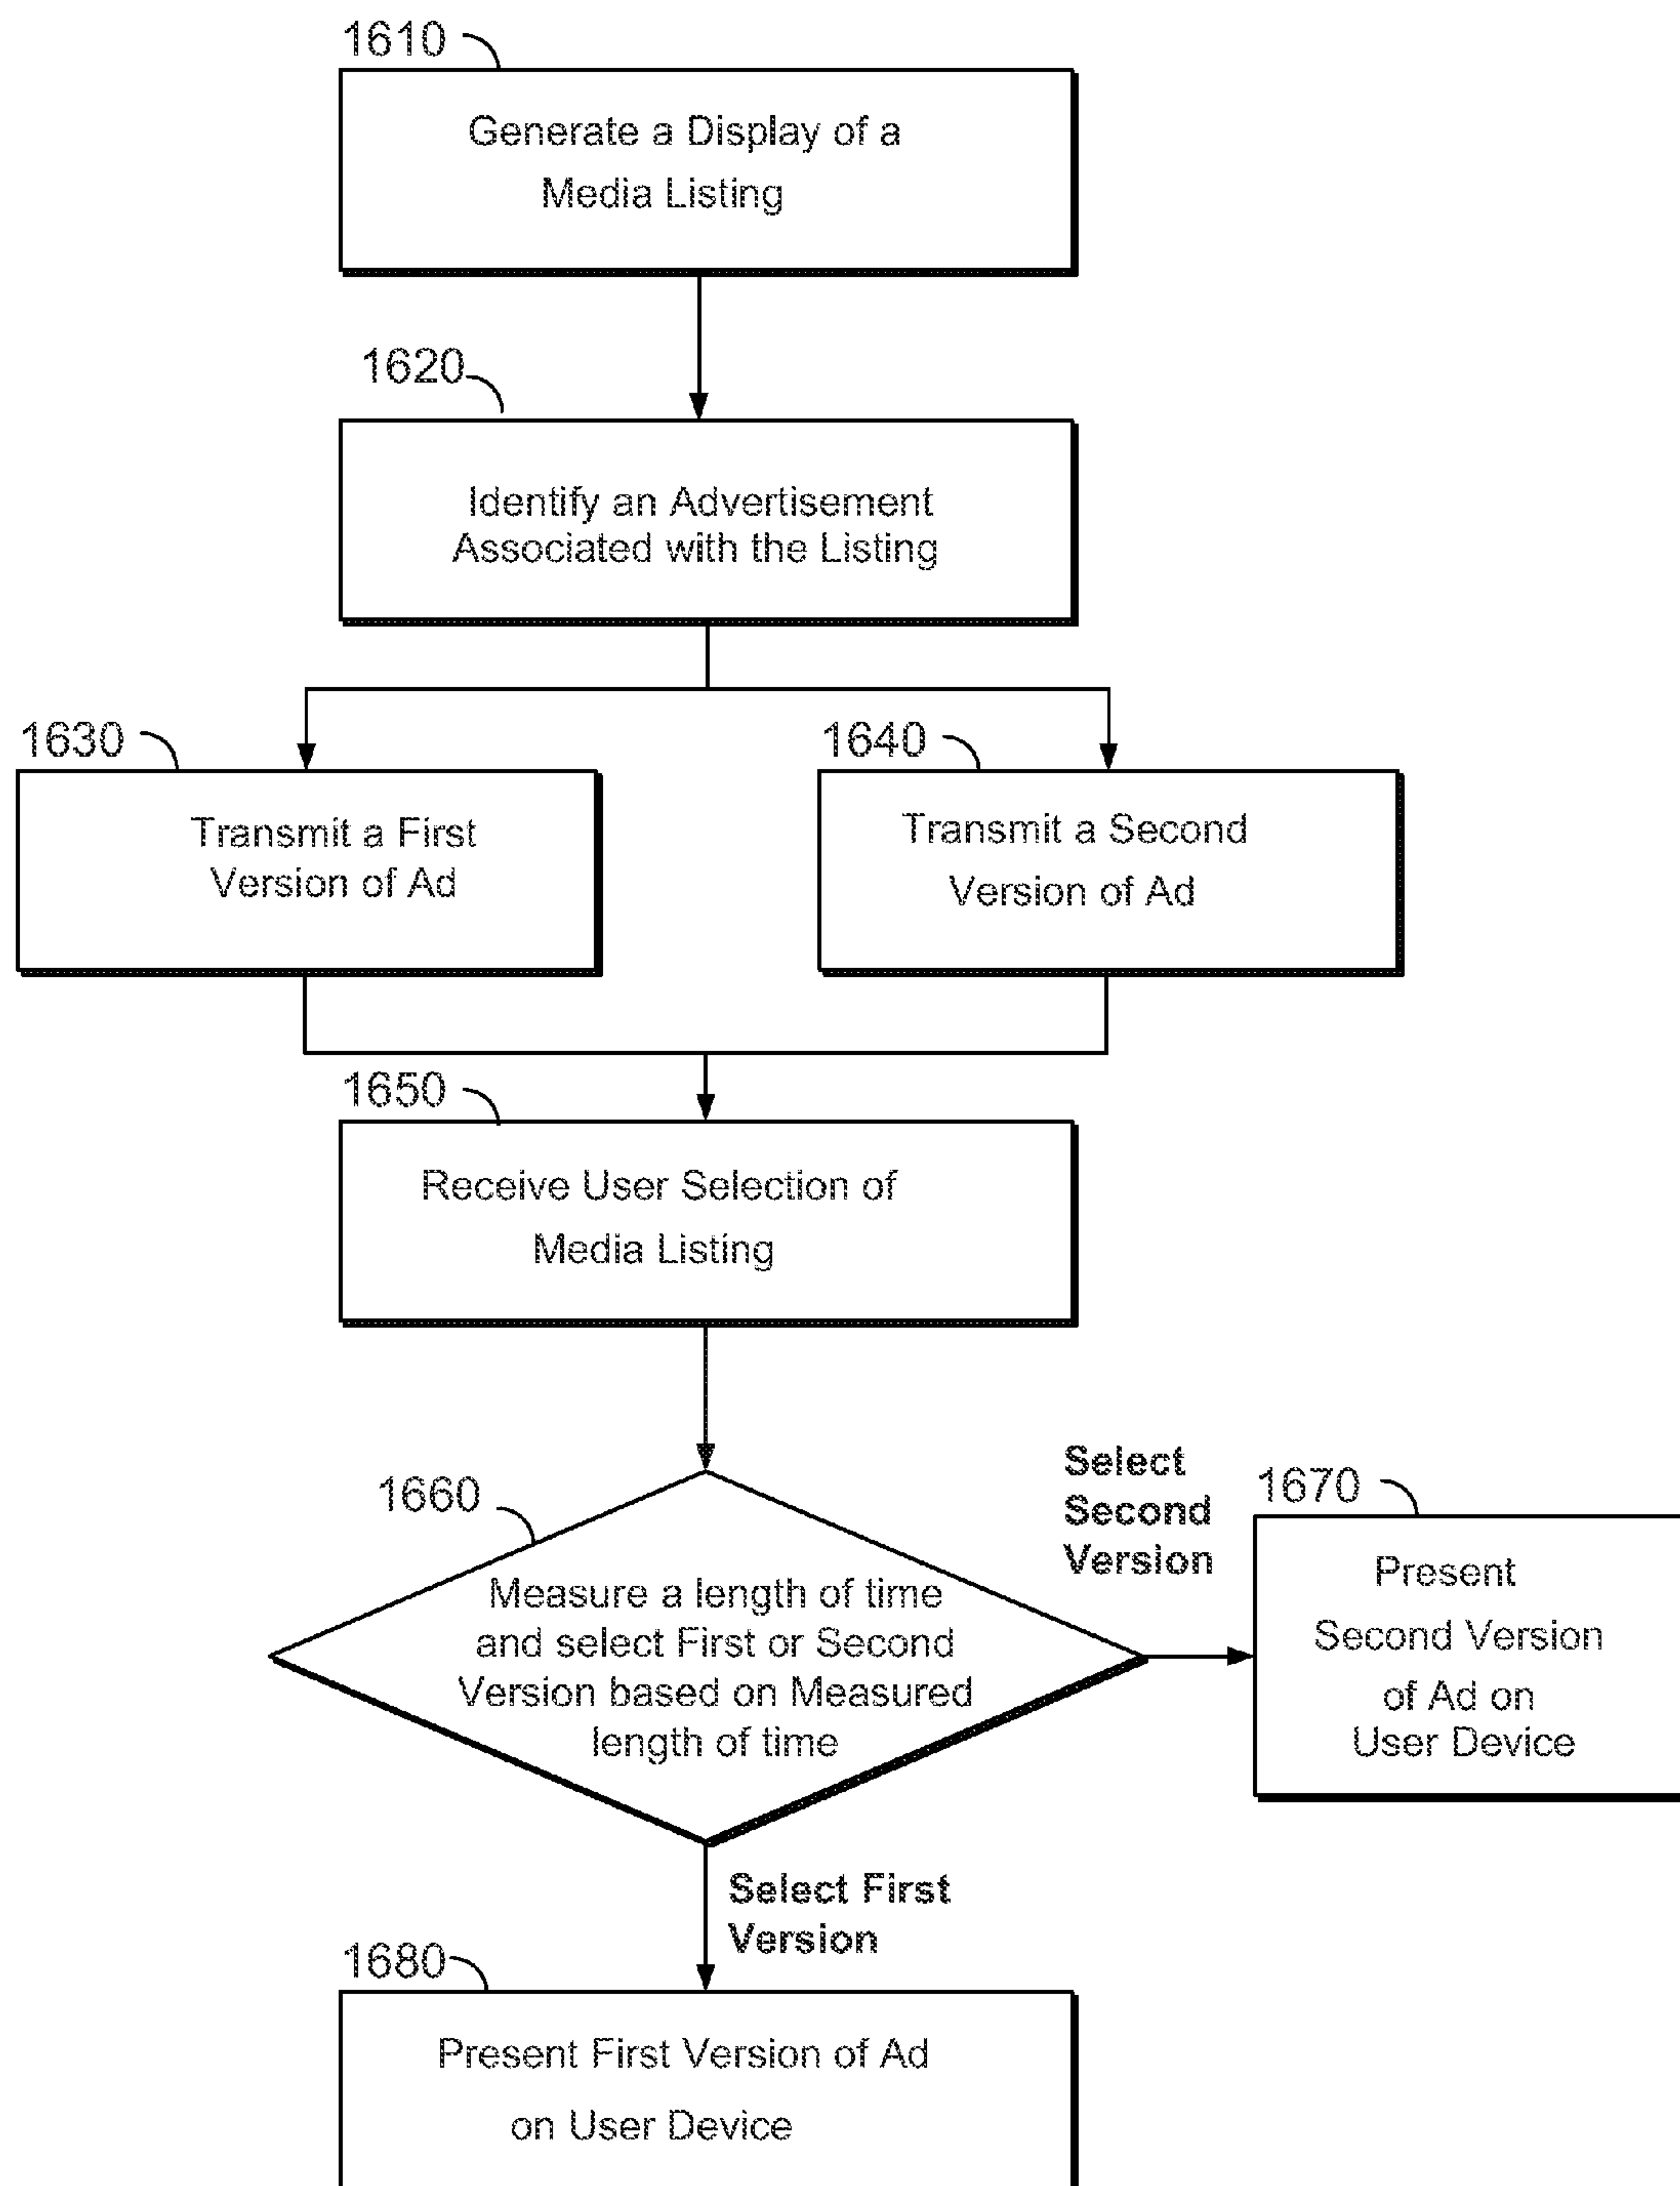 1610
Generate a Display of a
Media Listing
1620
Identify an Advertisement
Associated with the Listing
1630
Transmit a First
Version of Ad
1640
Transmit a Second
Version of Ad
1650
Receive User Selection of
Media Listing
1660
Measure a length of time
and select First or Second
Version based on Measured
length of time
Select
Second
Version
1670
Present
Second Version
of Ad on
User Device
Select First
Version
1680
Present First Version of Ad
on User Device